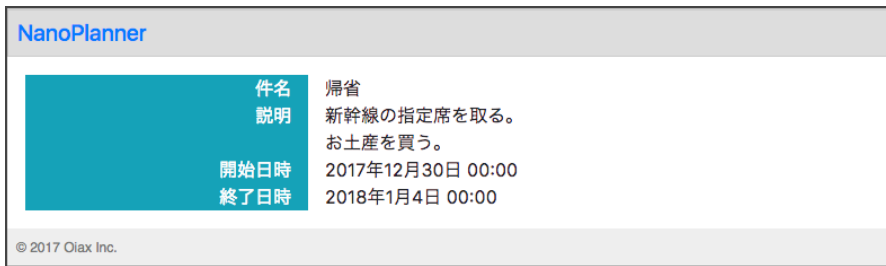 NanoPlanner
件名 帰省
説明 新幹線の指定席を取る。
お土産を買う。
開始日時 2017年12月30日 00:00
終了日時 2018年1月4日 00:00
© 2017 Oiax Inc.